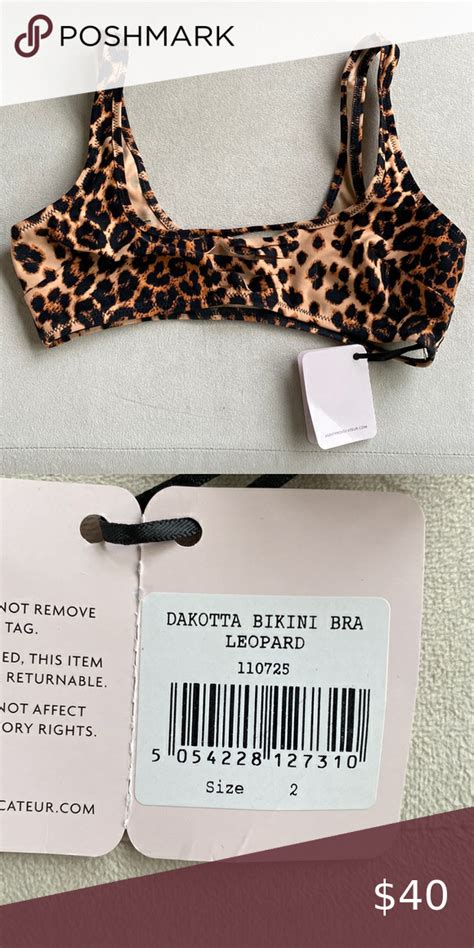 POSHMARK
NOT REMOVE
TAG.
ED, THIS ITEM
RETURNABLE.
NOT AFFECT
ORY RIGHTS.
CATEUR.COM
DAKOTTA BIKINI BRA
LEOPARD
110725
5 054228 127310
Size 2
$40